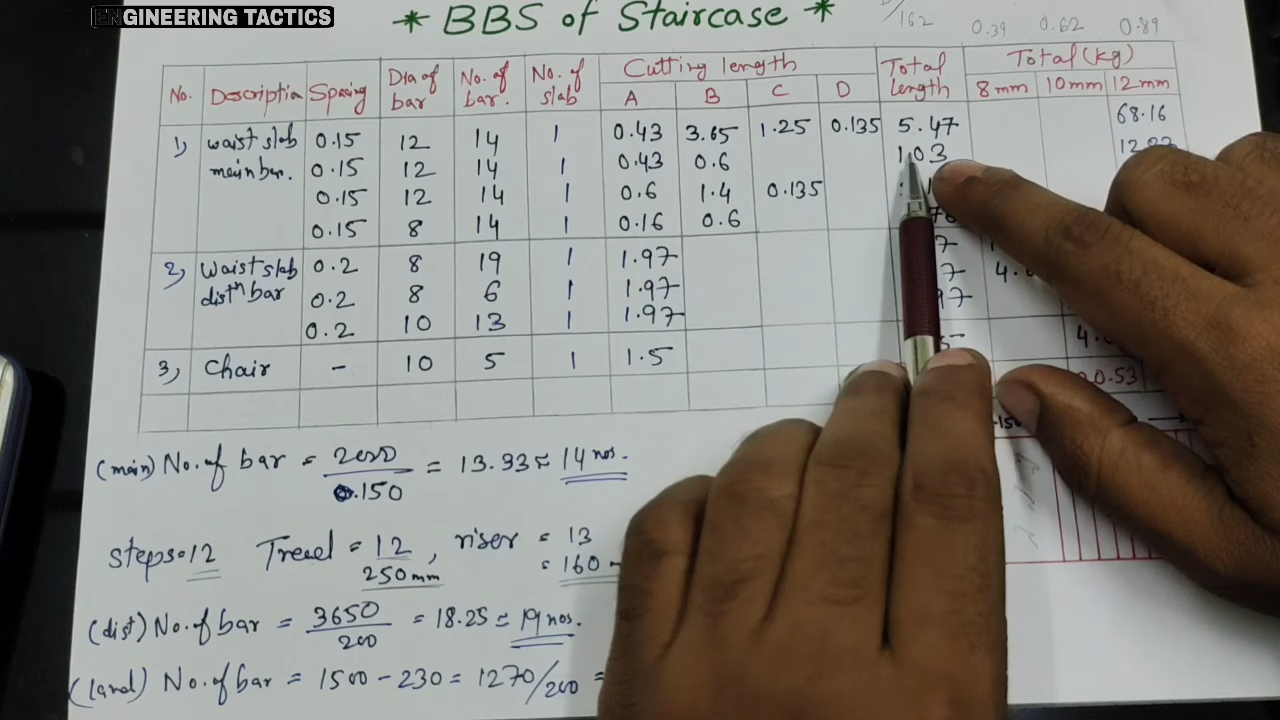 ENGINEERING TACTICS
* BBS of Staircase *
/162 0.39 0.62 0.89
No. Description Spacing Dia of bar No. of bar. No. of slab Cutting length Total Length Total (kg)
A B C D 8mm 10mm 12mm
1) waist slab main bar. 0.15 12 14 1 0.43 3.65 1.25 0.135 5.47 68.16
0.15 12 14 1 0.43 0.6 1.03
0.15 12 14 1 0.6 1.4 0.135
0.15 8 14 1 0.16 0.6
2) Waist slab distn bar 0.2 8 19 1 1.97
0.2 8 6 1 1.97
0.2 10 13 1 1.97
3) Chair - 10 5 1 1.5
(main) No. of bar = 2000 / 0.150 = 13.33 ≈ 14 nos.
steps = 12 Tread = 12 , riser = 13
250mm = 160
(dist) No. of bar = 3650 / 200 = 18.25 = 19 nos.
(land) No. of bar = 1500 - 230 = 1270/200 =